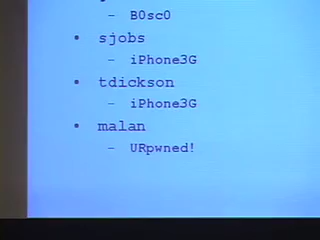 – B0sc0
• sjobs
– iPhone3G
• tdickson
– iPhone3G
• malan
– URpwned!